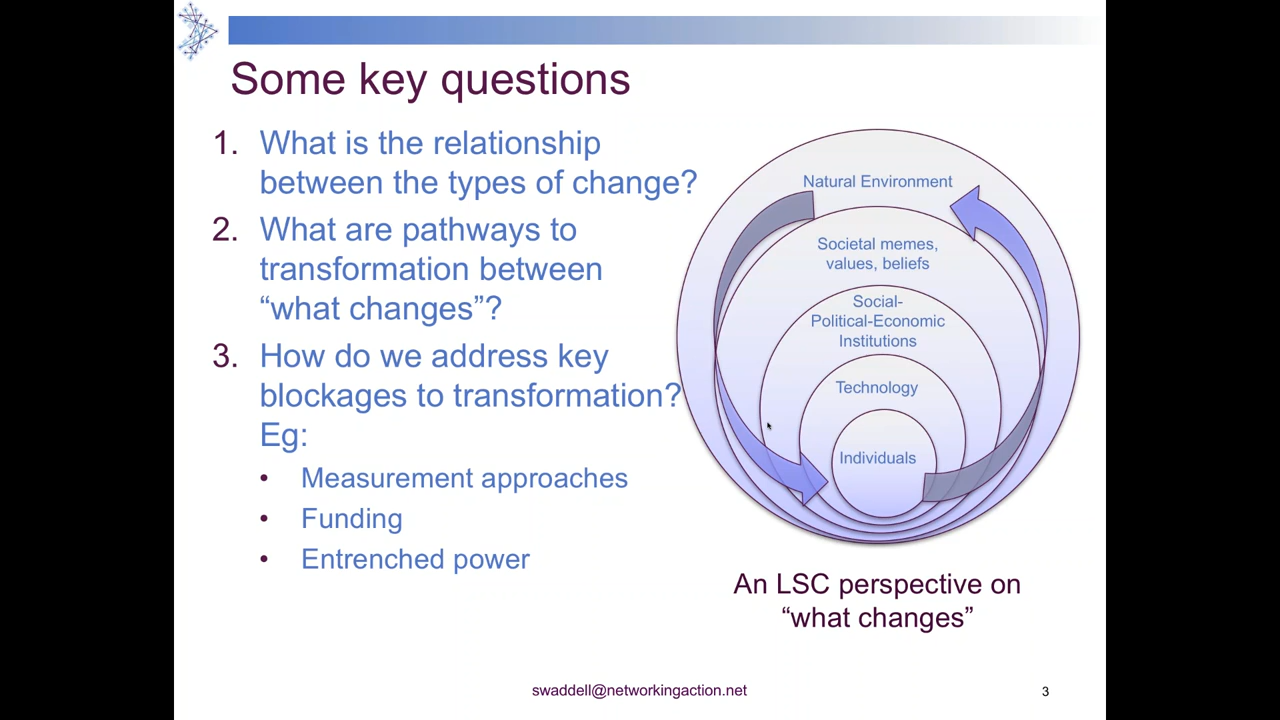 Some key questions
1. What is the relationship
between the types of change?
2. What are pathways to
transformation between
“what changes”?
3. How do we address key
blockages to transformation?
Eg:
• Measurement approaches
• Funding
• Entrenched power
Natural Environment
Societal memes,
values, beliefs
Social-
Political-Economic
Institutions
Technology
Individuals
An LSC perspective on
“what changes”
swaddell@networkingaction.net
3